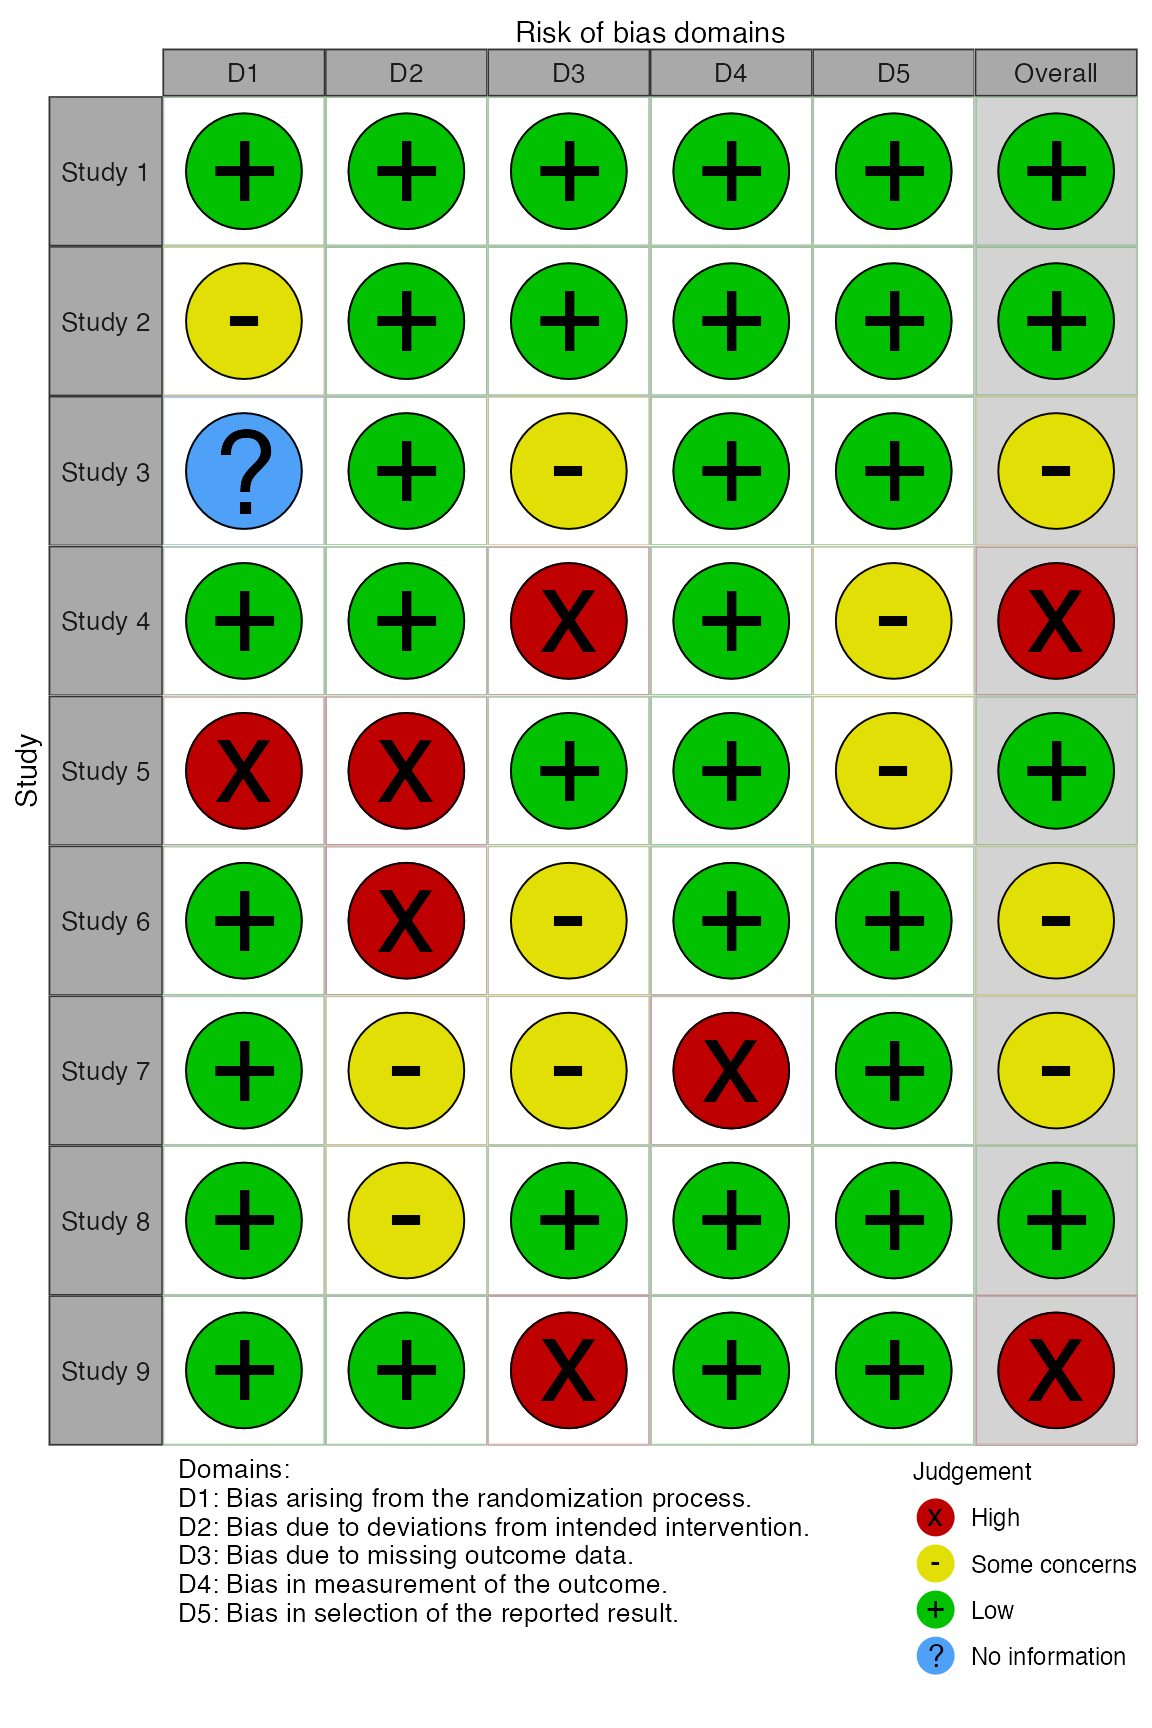 Risk of bias domains
D1 D2 D3 D4 D5 Overall
Study
Study 1 + + + + + +
Study 2 - + + + + +
Study 3 ? + - + + -
Study 4 + + X + - X
Study 5 X X + + - +
Study 6 + X - + + -
Study 7 + - - X + -
Study 8 + - + + + +
Study 9 + + X + + X
Domains:
D1: Bias arising from the randomization process.
D2: Bias due to deviations from intended intervention.
D3: Bias due to missing outcome data.
D4: Bias in measurement of the outcome.
D5: Bias in selection of the reported result.
Judgement
X High
- Some concerns
+ Low
? No information